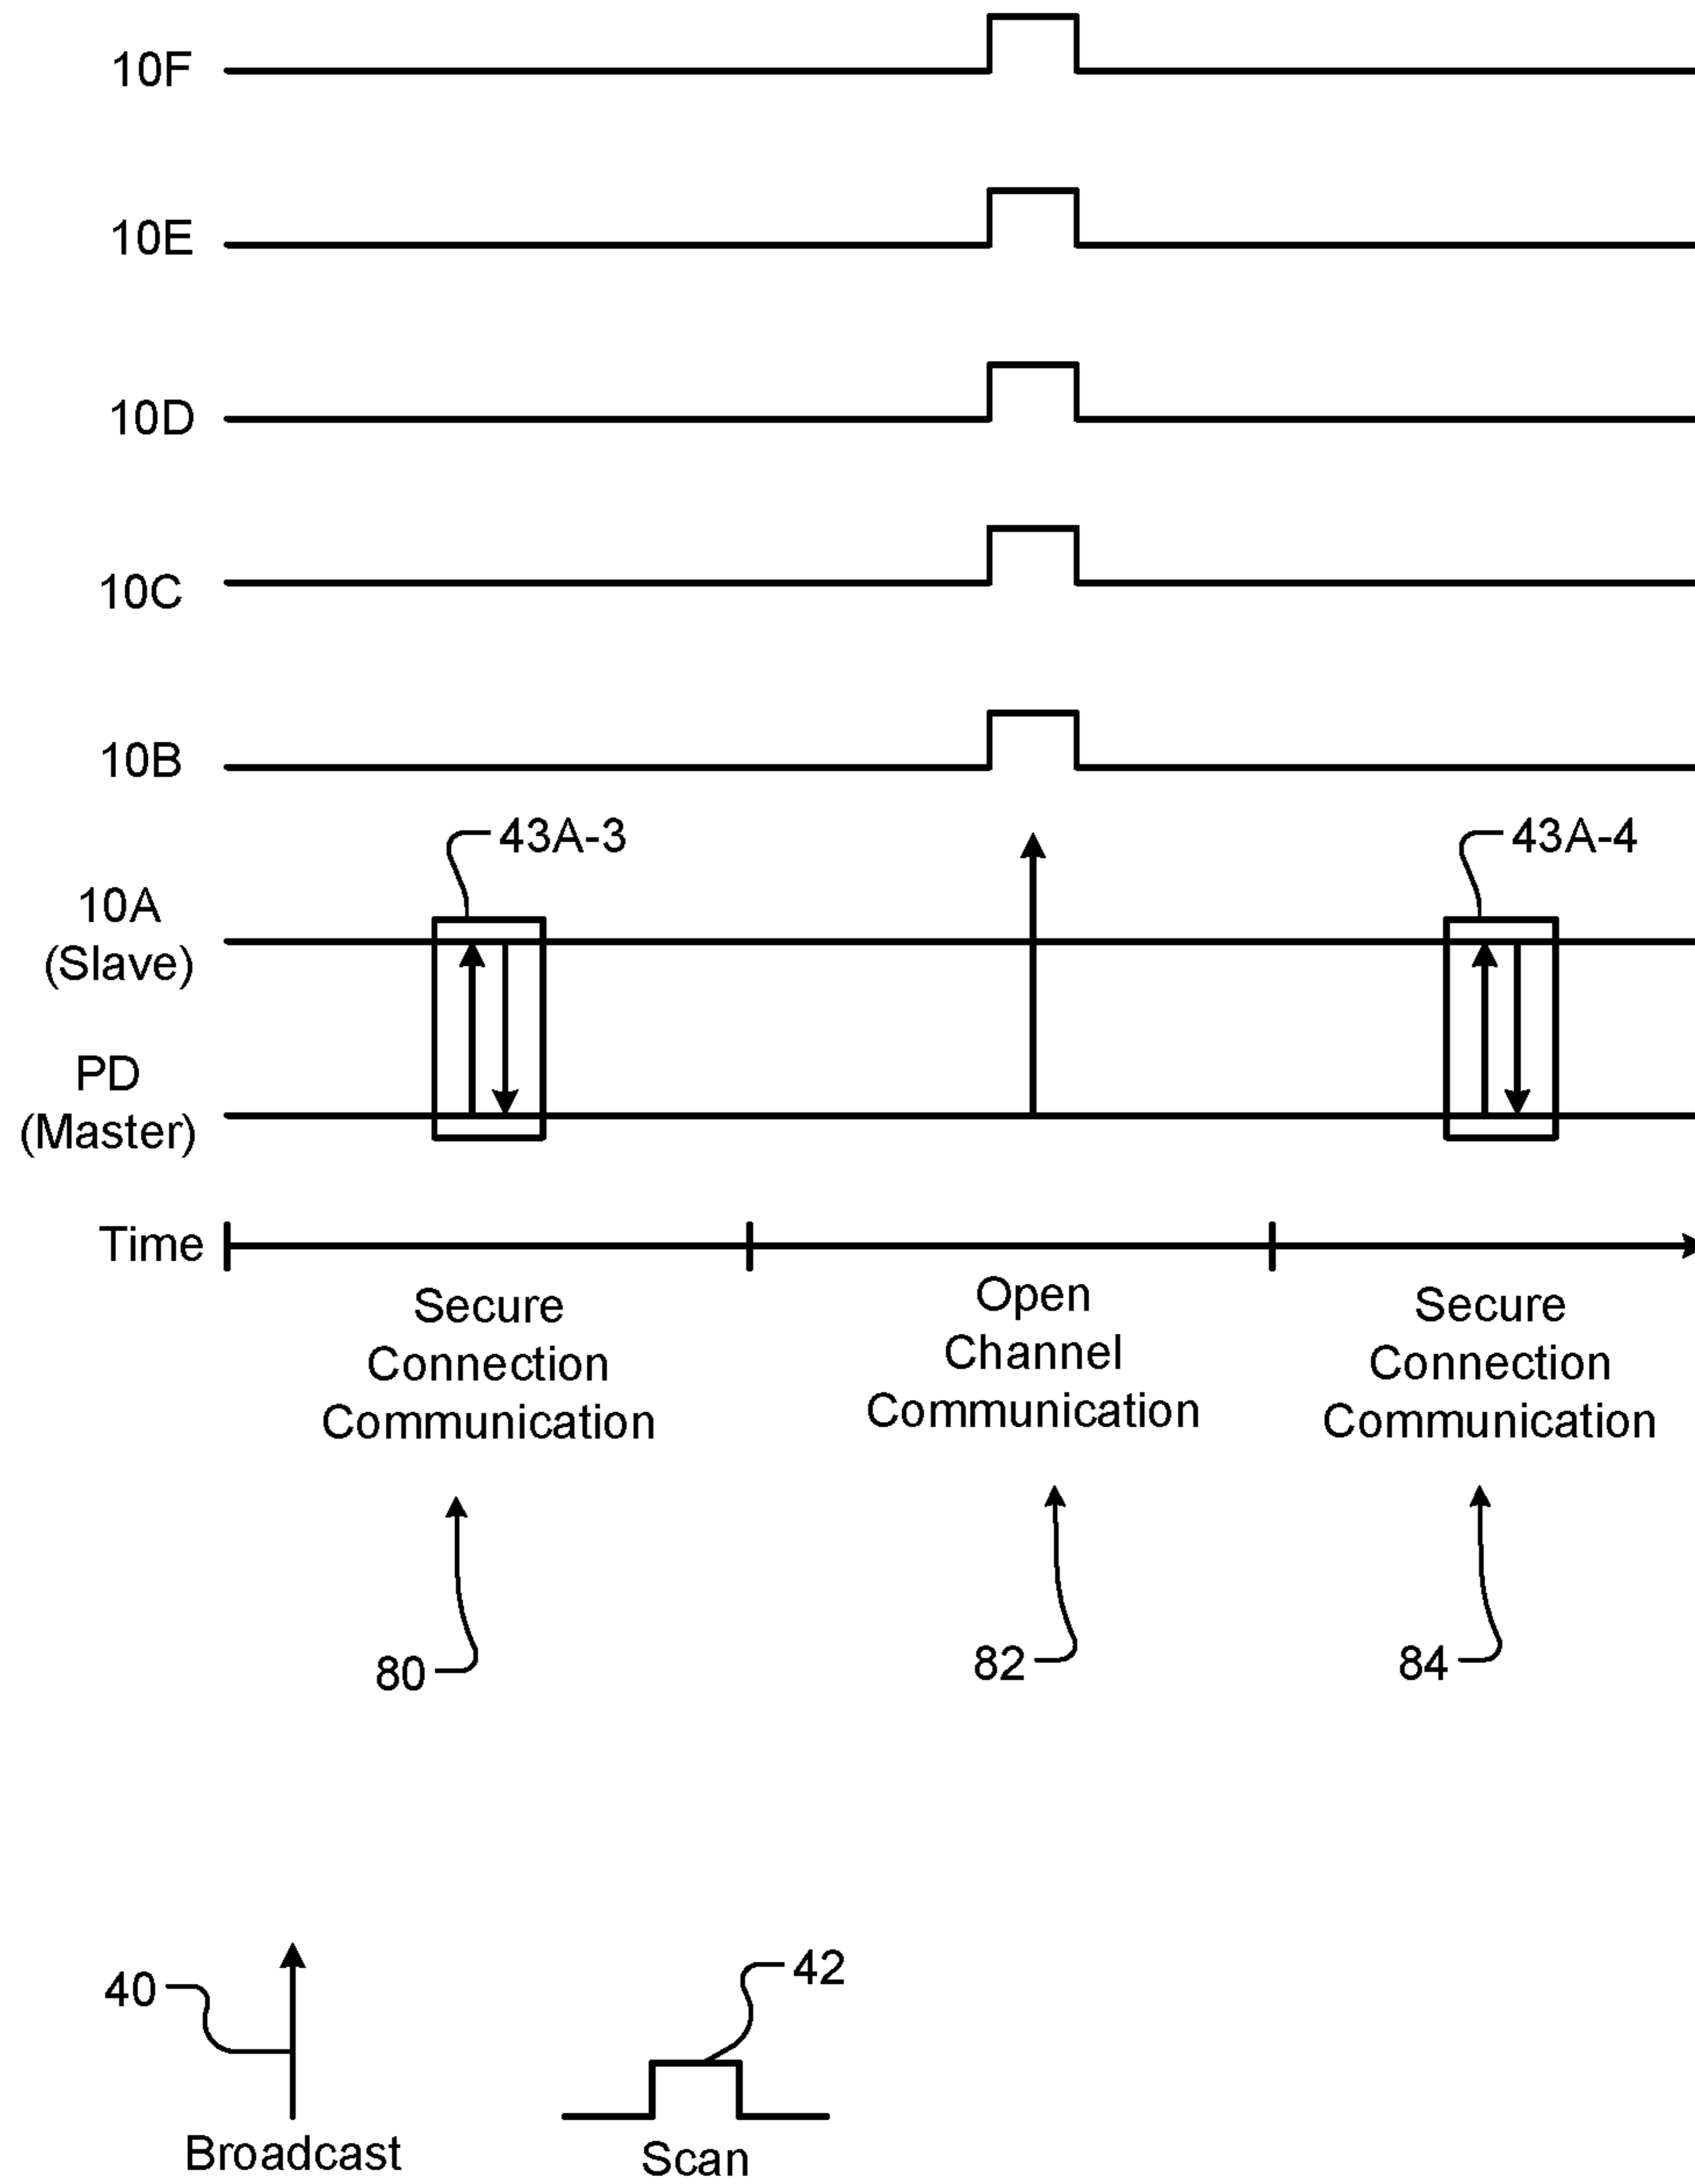 10F
10E
10D
10C
10B
43A-3
43A-4
10A
(Slave)
PD
(Master)
Time
Secure
Connection
Communication
Open
Channel
Communication
Secure
Connection
Communication
80
82
84
40
42
Broadcast
Scan